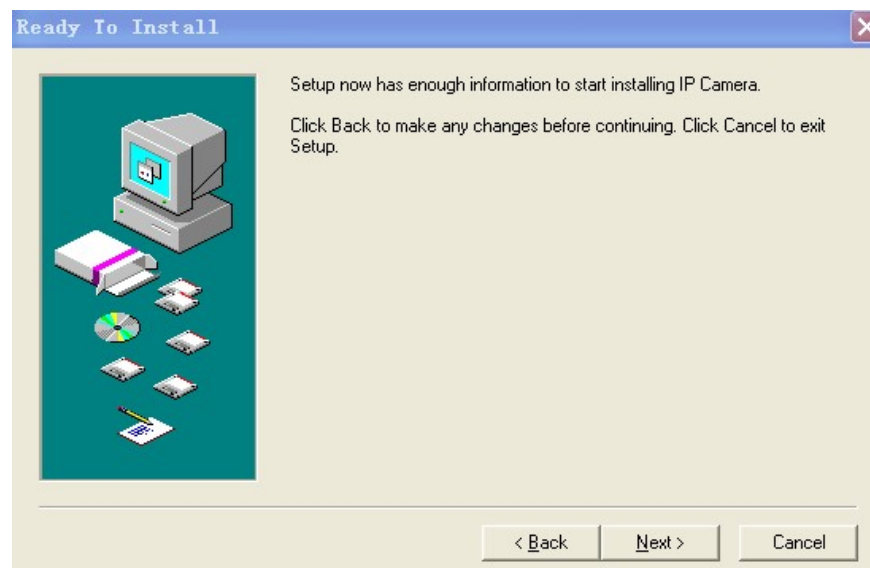 Ready To Install
Setup now has enough information to start installing IP Camera.
Click Back to make any changes before continuing. Click Cancel to exit
Setup.
< Back
Next >
Cancel